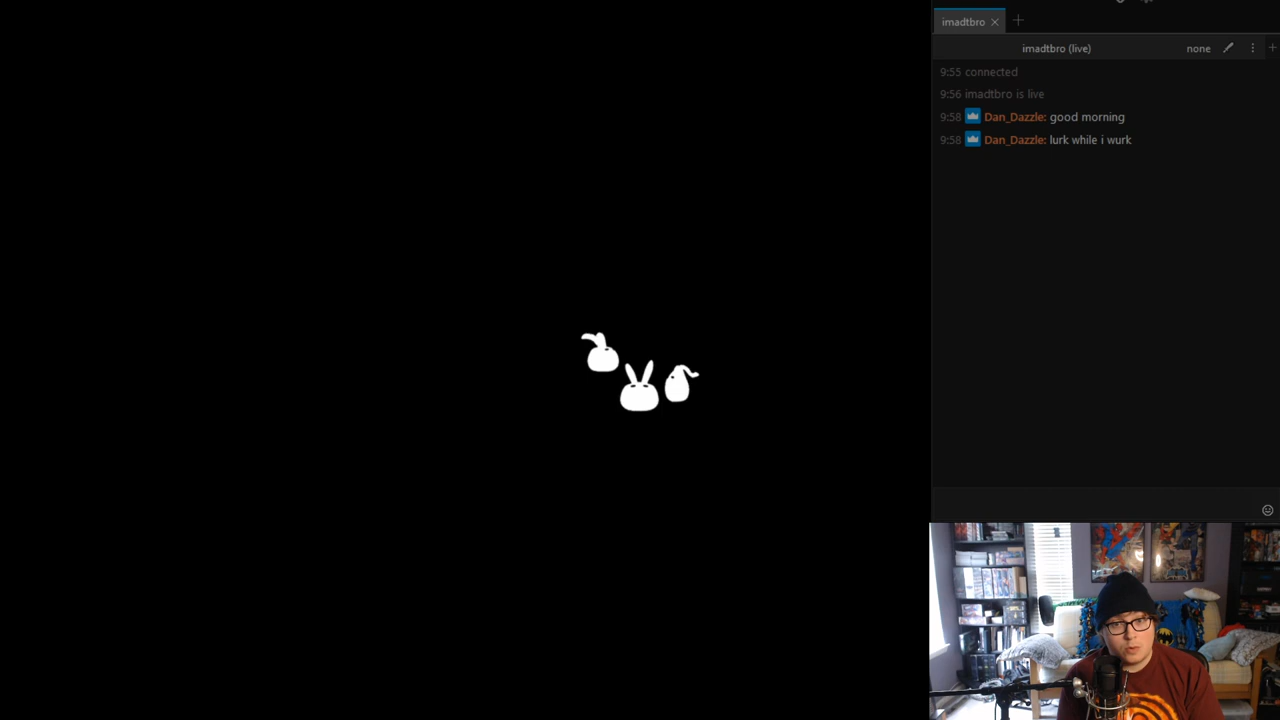 imadtbro
imadtbro (live)
none
9:55 connected
9:56 imadtbro is live
9:58 Dan_Dazzle: good morning
9:58 Dan_Dazzle: lurk while i wurk